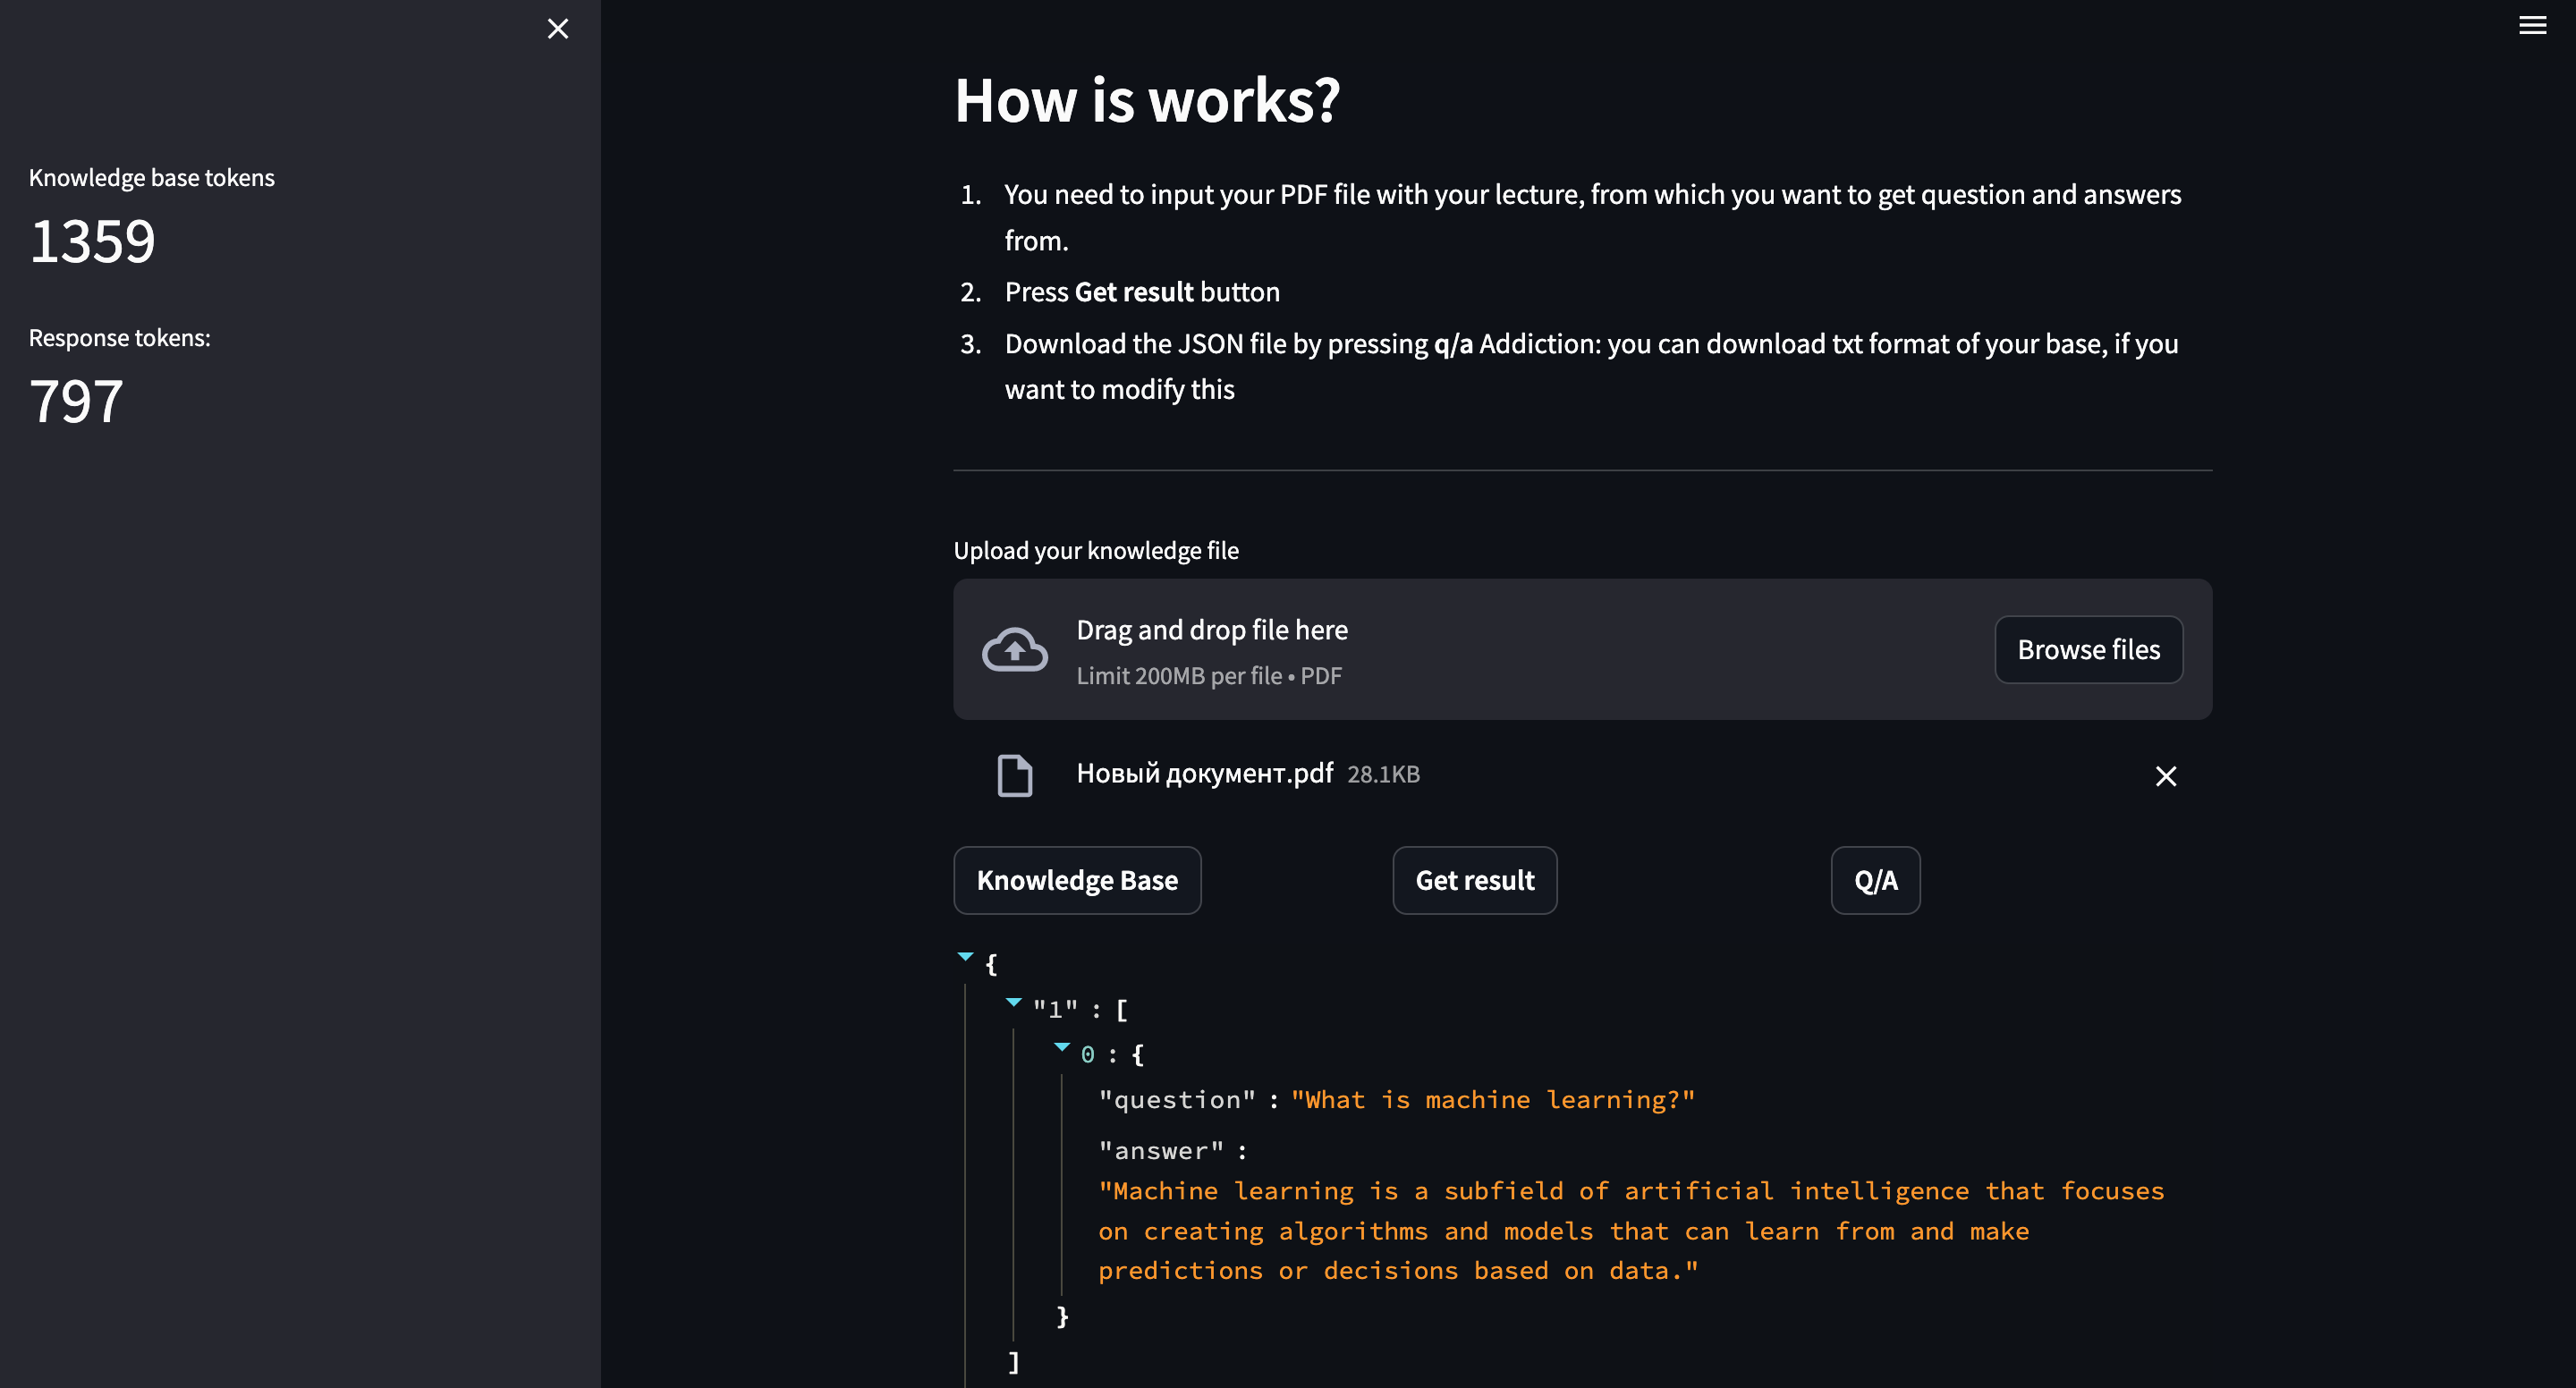 Knowledge base tokens
1359
Response tokens:
797
How is works?
1. You need to input your PDF file with your lecture, from which you want to get question and answers
from.
2. Press Get result button
3. Download the JSON file by pressing q/a Addiction: you can download txt format of your base, if you
want to modify this
Upload your knowledge file
Drag and drop file here
Limit 200MB per file • PDF
Browse files
Новый документ.pdf 28.1KB
Knowledge Base
Get result
Q/A
{
"1" : [
0 : {
"question" : "What is machine learning?"
"answer" :
"Machine learning is a subfield of artificial intelligence that focuses
on creating algorithms and models that can learn from and make
predictions or decisions based on data."
}
]